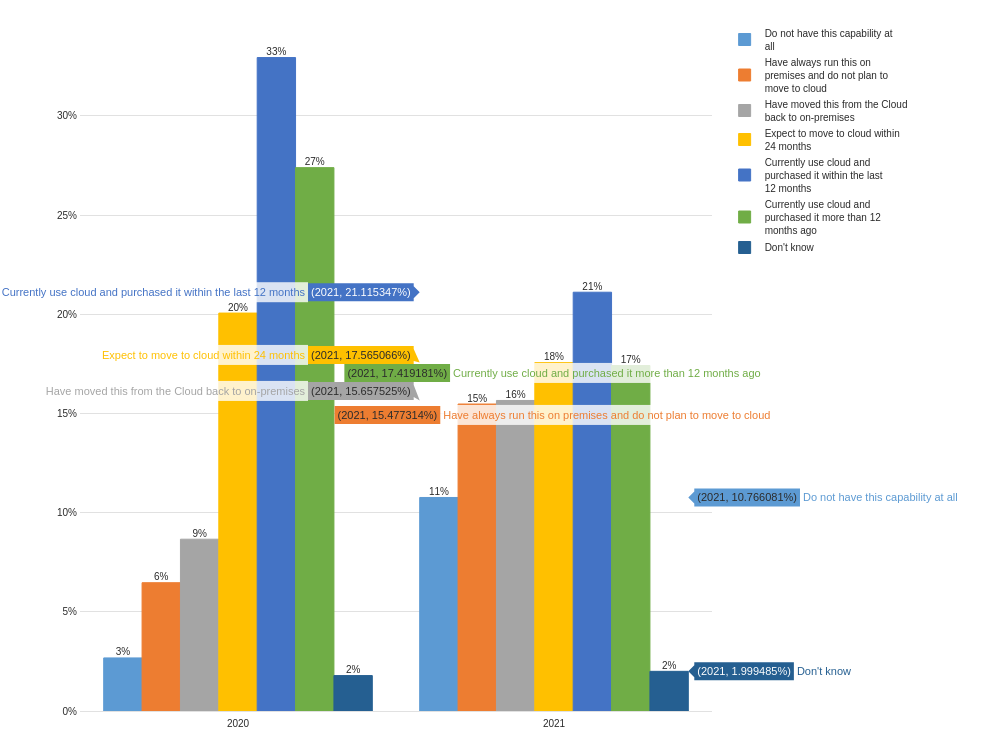 Do not have this capability at
all
Have always run this on
premises and do not plan to
move to cloud
Have moved this from the Cloud
back to on-premises
Expect to move to cloud within
24 months
Currently use cloud and
purchased it within the last
12 months
Currently use cloud and
purchased it more than 12
months ago
Don't know
33%
30%
27%
25%
21%
Currently use cloud and purchased it within the last 12 months (2021, 21.115347%)
20%
20%
Expect to move to cloud within 24 months (2021, 17.565066%)
18%
17%
(2021, 17.419181%) Currently use cloud and purchased it more than 12 months ago
Have moved this from the Cloud back to on-premises (2021, 15.657525%)
15%
16%
15%
(2021, 15.477314%) Have always run this on premises and do not plan to move to cloud
11%
(2021, 10.766081%) Do not have this capability at all
10%
9%
6%
5%
3%
2%
2%
(2021, 1.999485%) Don't know
0%
2020
2021